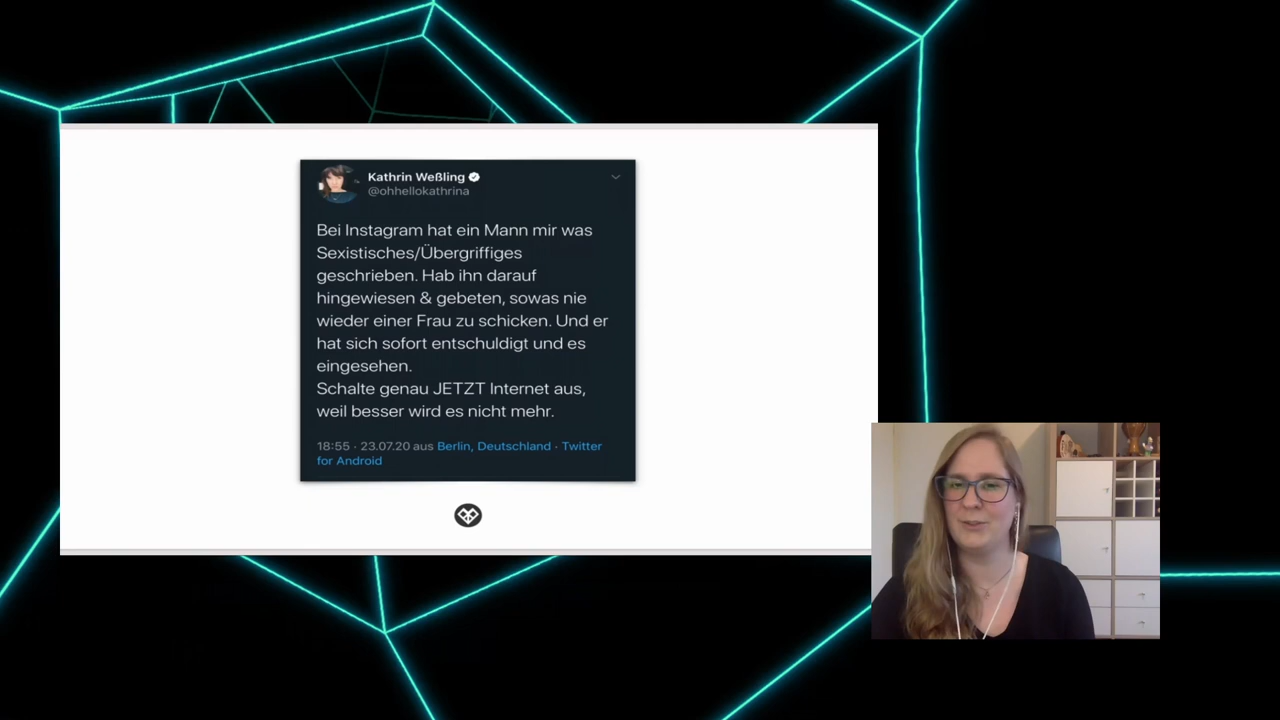 Kathrin Weßling
@ohhellokathrina
Bei Instagram hat ein Mann mir was
Sexistisches/Übergriffiges
geschrieben. Hab ihn darauf
hingewiesen & gebeten, sowas nie
wieder einer Frau zu schicken. Und er
hat sich sofort entschuldigt und es
eingesehen.
Schalte genau JETZT Internet aus,
weil besser wird es nicht mehr.
18:55 · 23.07.20 aus Berlin, Deutschland · Twitter
for Android